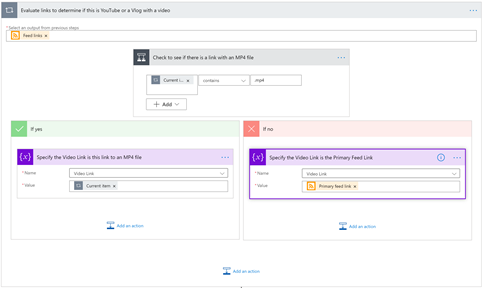 Evaluate links to determine if this is YouTube or a Vlog with a video
*Select an output from previous steps
Feed links ×
Check to see if there is a link with an MP4 file
Current i... ×
contains
.mp4
+ Add
If yes
Specify the Video Link is this link to an MP4 file
*Name
Video Link
*Value
Current item ×
Add an action
If no
Specify the Video Link is the Primary Feed Link
*Name
Video Link
*Value
Primary feed link ×
Add an action
Add an action